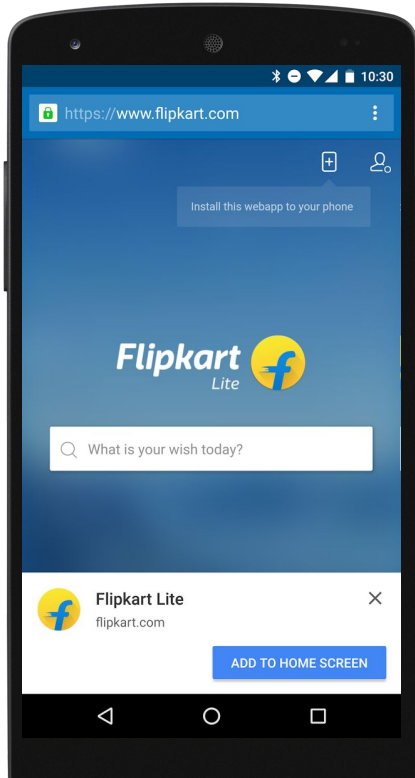 10:30
https://www.flipkart.com
Install this webapp to your phone
Flipkart
Lite
What is your wish today?
Flipkart Lite
flipkart.com
ADD TO HOME SCREEN